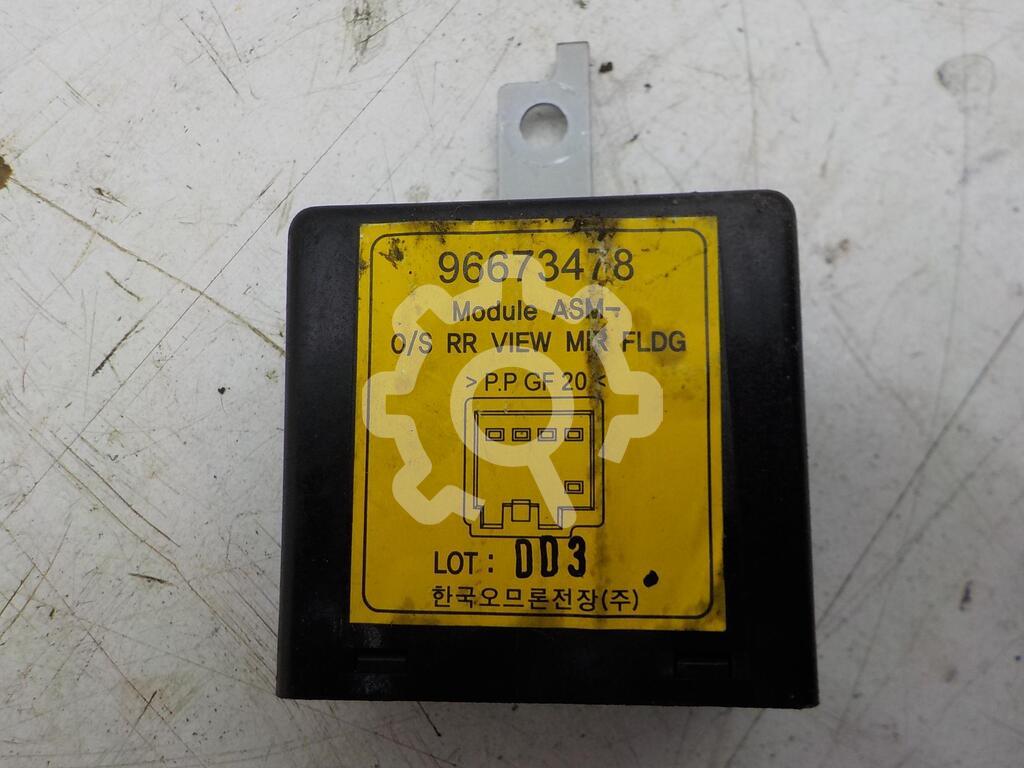 96673478
Module ASM-
O/S RR VIEW MIR FLDG
> P.P GF 20 <
LOT : DD3
한국오므론전장(주)